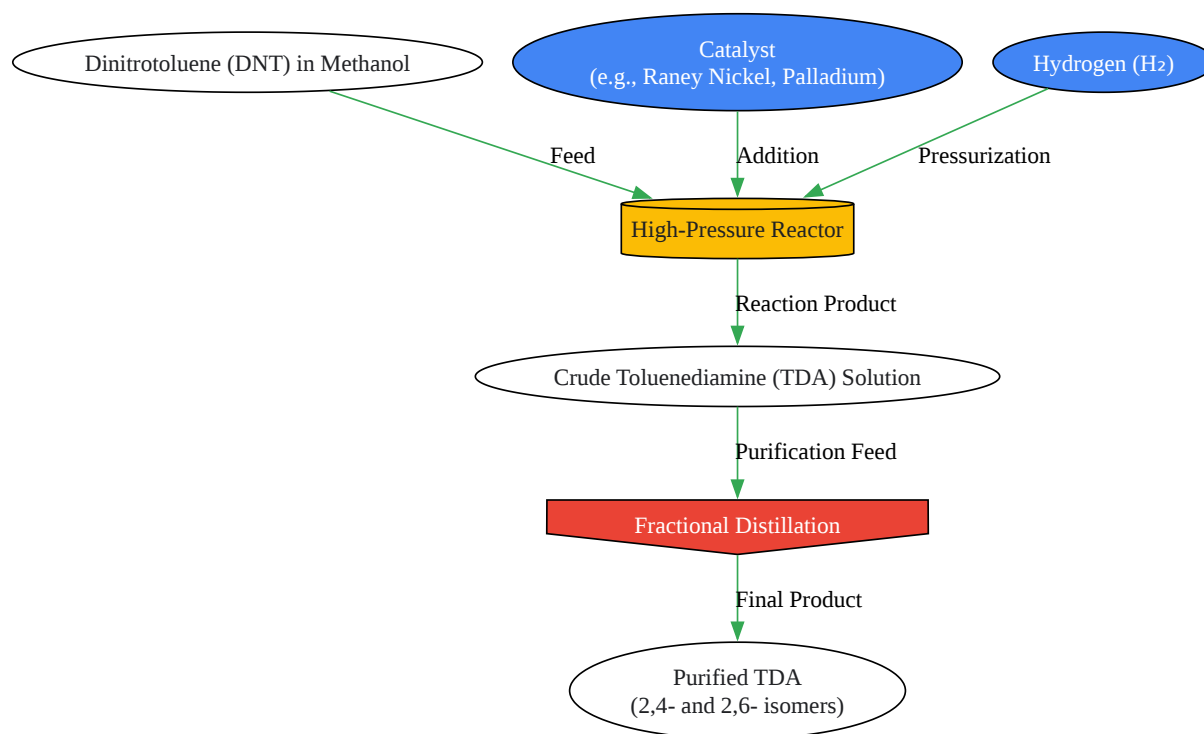 Dinitrotoluene (DNT) in Methanol
Catalyst
(e.g., Raney Nickel, Palladium)
Hydrogen (H₂)
Feed
Addition
Pressurization
High-Pressure Reactor
Reaction Product
Crude Toluenediamine (TDA) Solution
Purification Feed
Fractional Distillation
Final Product
Purified TDA
(2,4- and 2,6- isomers)